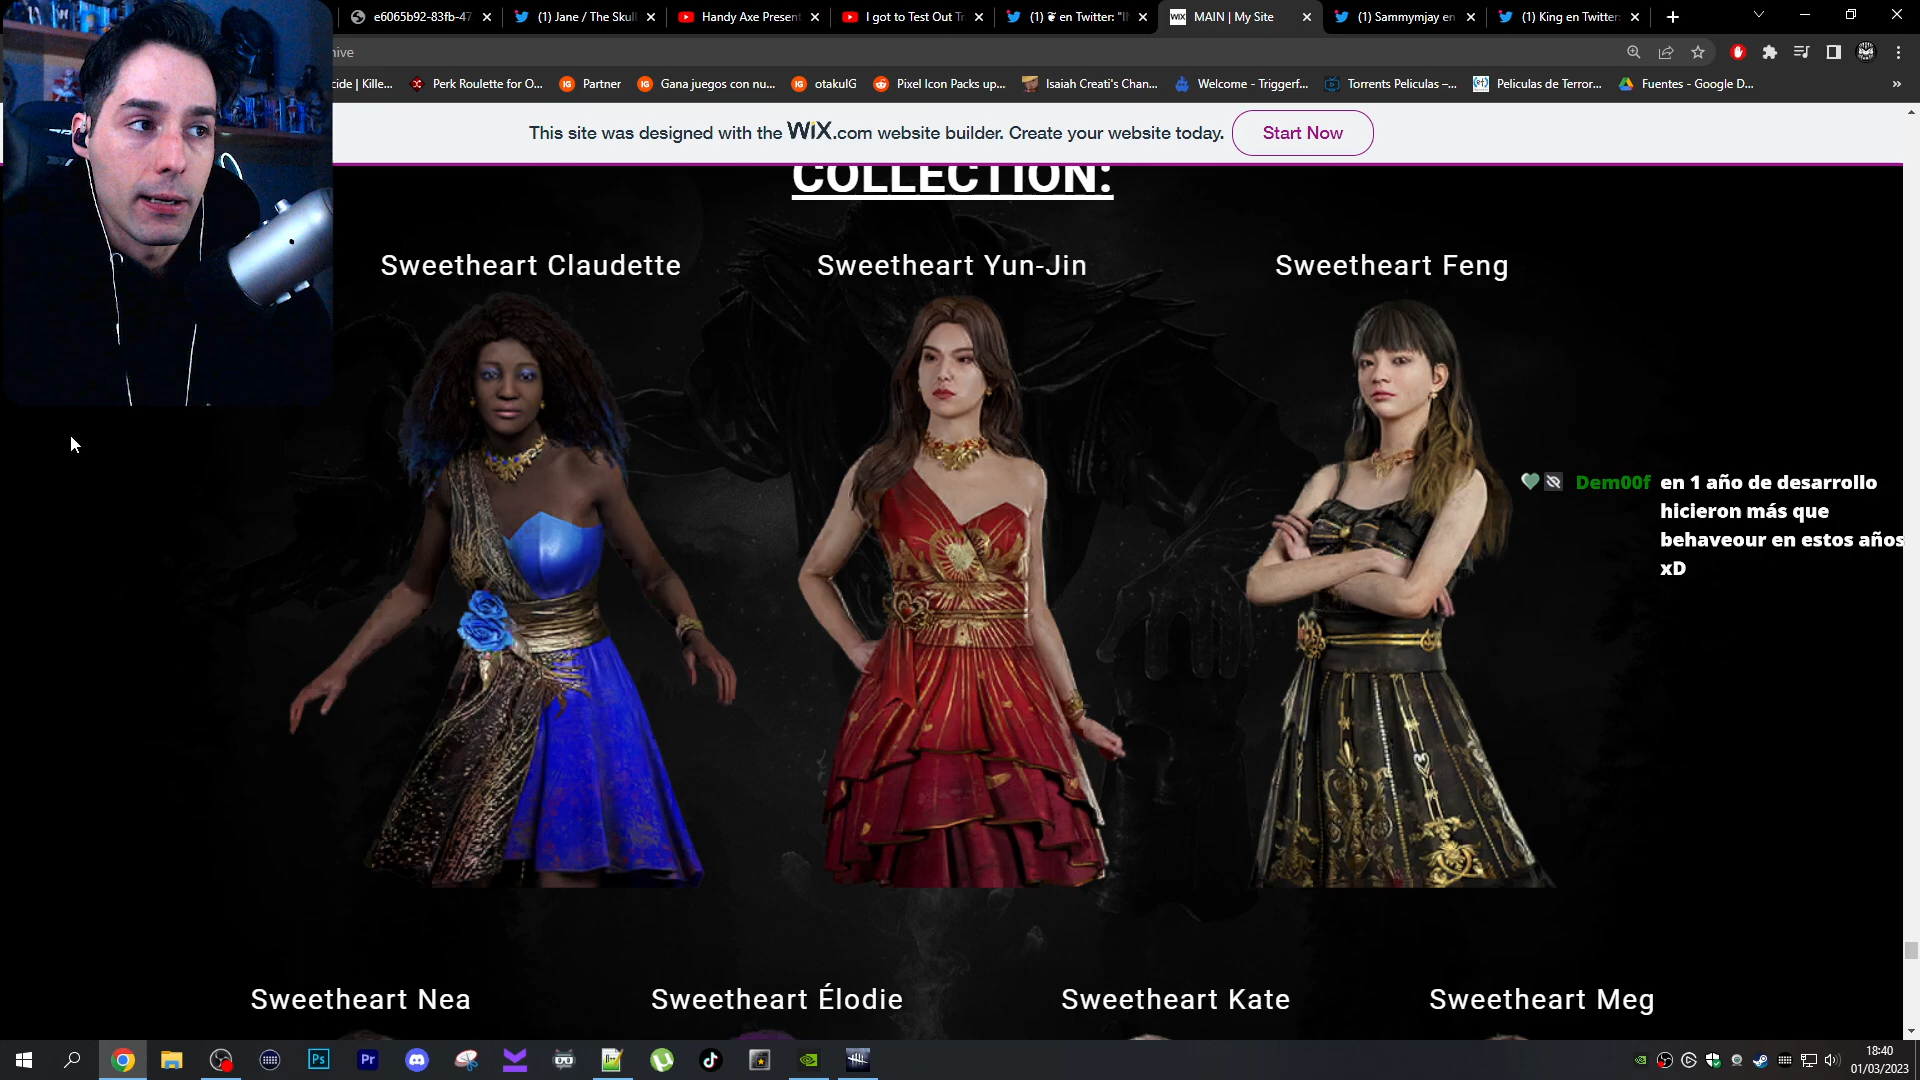 e6065b92-83fb-47
(1) Jane / The Skull
Handy Axe Present
I got to Test Out Tr
(1) ❦ en Twitter: "I
MAIN | My Site
(1) Sammymjay en
(1) King en Twitter:
ive
cide | Kille...
Perk Roulette for O...
Partner
Gana juegos con nu...
otakuIG
Pixel Icon Packs up...
Isaiah Creati's Chan...
Welcome - Triggerf...
Torrents Peliculas –...
Peliculas de Terror...
Fuentes - Google D...
This site was designed with the WiX.com website builder. Create your website today.
Start Now
COLLECTION:
Sweetheart Claudette
Sweetheart Yun-Jin
Sweetheart Feng
Dem00f en 1 año de desarrollo
hicieron más que
behaveour en estos años
xD
Sweetheart Nea
Sweetheart Élodie
Sweetheart Kate
Sweetheart Meg
Ps
Pr
18:40
01/03/2023